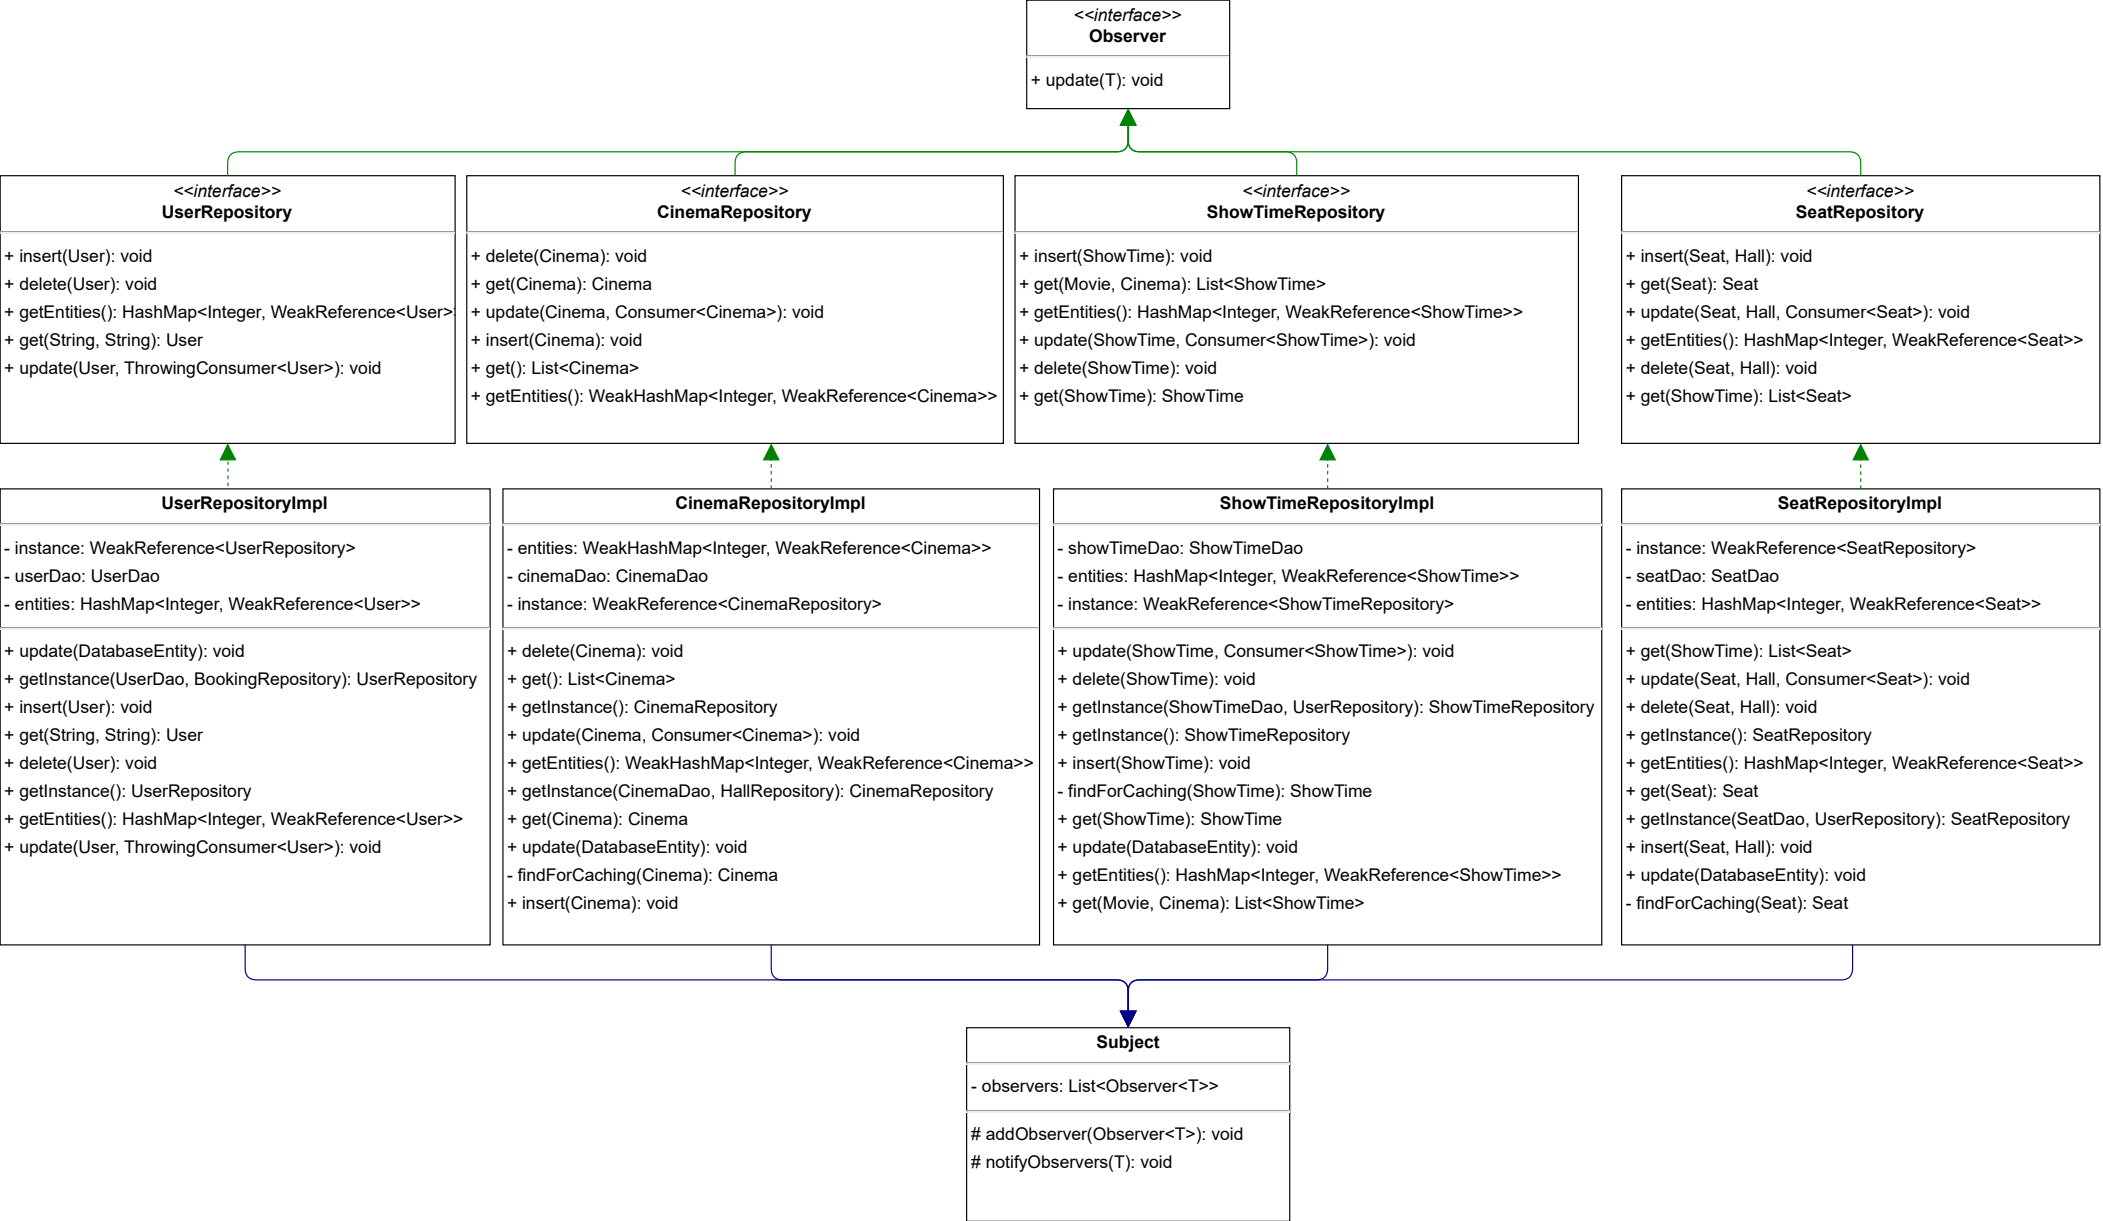 <<interface>>
Observer
+ update(T): void
<<interface>>
UserRepository
+ insert(User): void
+ delete(User): void
+ getEntities(): HashMap<Integer, WeakReference<User>
+ get(String, String): User
+ update(User, ThrowingConsumer<User>): void
<<interface>>
CinemaRepository
+ delete(Cinema): void
+ get(Cinema): Cinema
+ update(Cinema, Consumer<Cinema>): void
+ insert(Cinema): void
+ get(): List<Cinema>
+ getEntities(): WeakHashMap<Integer, WeakReference<Cinema>>
<<interface>>
ShowTimeRepository
+ insert(ShowTime): void
+ get(Movie, Cinema): List<ShowTime>
+ getEntities(): HashMap<Integer, WeakReference<ShowTime>>
+ update(ShowTime, Consumer<ShowTime>): void
+ delete(ShowTime): void
+ get(ShowTime): ShowTime
<<interface>>
SeatRepository
+ insert(Seat, Hall): void
+ get(Seat): Seat
+ update(Seat, Hall, Consumer<Seat>): void
+ getEntities(): HashMap<Integer, WeakReference<Seat>>
+ delete(Seat, Hall): void
+ get(ShowTime): List<Seat>
UserRepositoryImpl
- instance: WeakReference<UserRepository>
- userDao: UserDao
- entities: HashMap<Integer, WeakReference<User>>
+ update(DatabaseEntity): void
+ getInstance(UserDao, BookingRepository): UserRepository
+ insert(User): void
+ get(String, String): User
+ delete(User): void
+ getInstance(): UserRepository
+ getEntities(): HashMap<Integer, WeakReference<User>>
+ update(User, ThrowingConsumer<User>): void
CinemaRepositoryImpl
- entities: WeakHashMap<Integer, WeakReference<Cinema>>
- cinemaDao: CinemaDao
- instance: WeakReference<CinemaRepository>
+ delete(Cinema): void
+ get(): List<Cinema>
+ getInstance(): CinemaRepository
+ update(Cinema, Consumer<Cinema>): void
+ getEntities(): WeakHashMap<Integer, WeakReference<Cinema>>
+ getInstance(CinemaDao, HallRepository): CinemaRepository
+ get(Cinema): Cinema
+ update(DatabaseEntity): void
- findForCaching(Cinema): Cinema
+ insert(Cinema): void
ShowTimeRepositoryImpl
- showTimeDao: ShowTimeDao
- entities: HashMap<Integer, WeakReference<ShowTime>>
- instance: WeakReference<ShowTimeRepository>
+ update(ShowTime, Consumer<ShowTime>): void
+ delete(ShowTime): void
+ getInstance(ShowTimeDao, UserRepository): ShowTimeRepository
+ getInstance(): ShowTimeRepository
+ insert(ShowTime): void
- findForCaching(ShowTime): ShowTime
+ get(ShowTime): ShowTime
+ update(DatabaseEntity): void
+ getEntities(): HashMap<Integer, WeakReference<ShowTime>>
+ get(Movie, Cinema): List<ShowTime>
SeatRepositoryImpl
- instance: WeakReference<SeatRepository>
- seatDao: SeatDao
- entities: HashMap<Integer, WeakReference<Seat>>
+ get(ShowTime): List<Seat>
+ update(Seat, Hall, Consumer<Seat>): void
+ delete(Seat, Hall): void
+ getInstance(): SeatRepository
+ getEntities(): HashMap<Integer, WeakReference<Seat>>
+ get(Seat): Seat
+ getInstance(SeatDao, UserRepository): SeatRepository
+ insert(Seat, Hall): void
+ update(DatabaseEntity): void
- findForCaching(Seat): Seat
Subject
- observers: List<Observer<T>>
# addObserver(Observer<T>): void
# notifyObservers(T): void